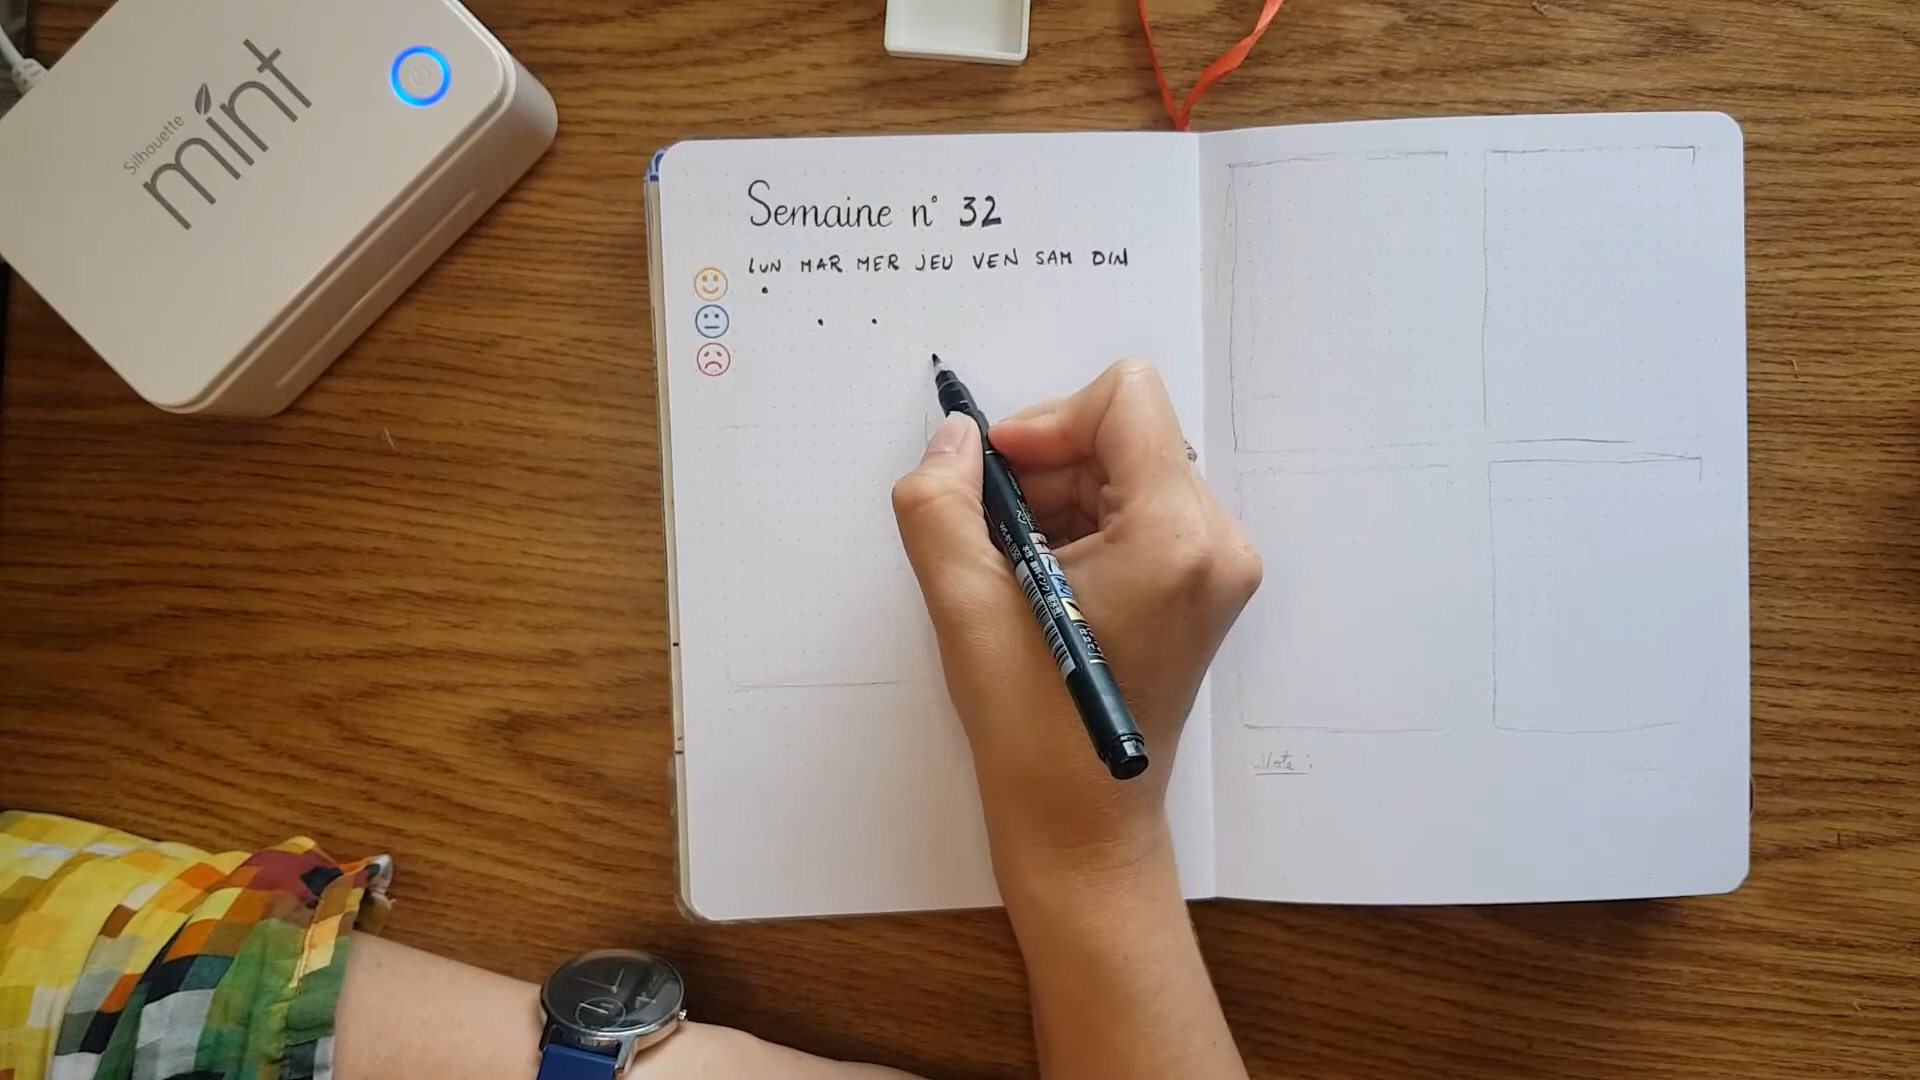 Silhouette
mint
Semaine n° 32
LUN MAR MER JEU VEN SAM DIM
Note :